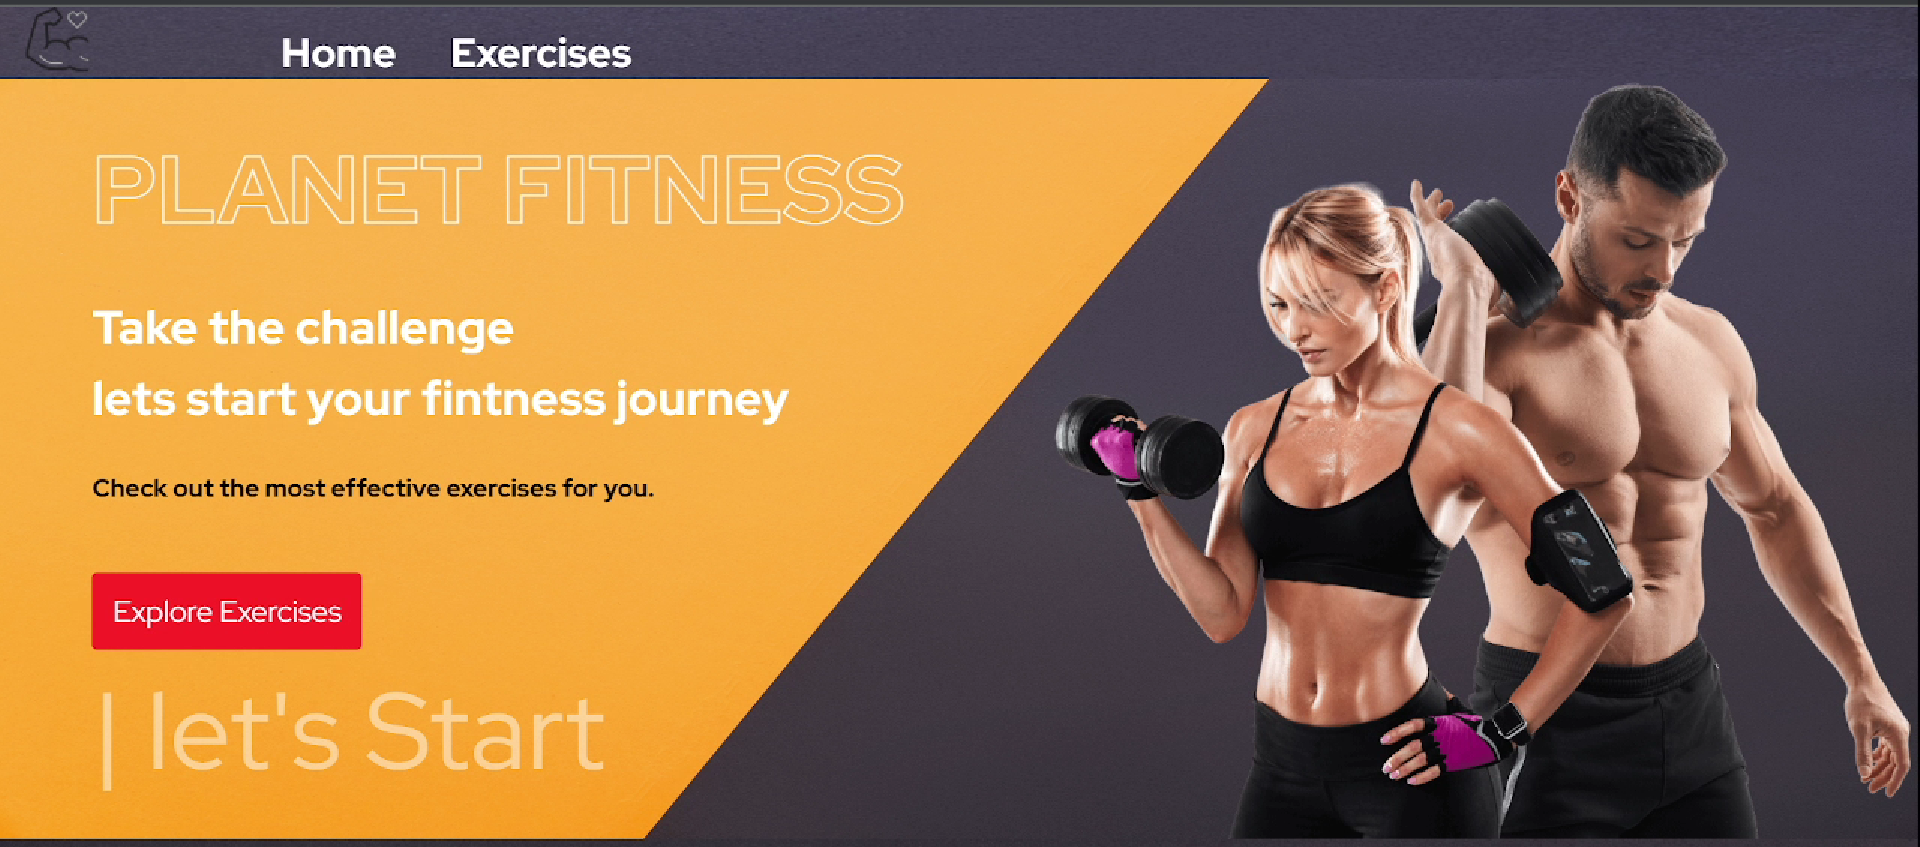 Home Exercises
PLANET FITNESS
Take the challenge
lets start your fintness journey
Check out the most effective exercises for you.
Explore Exercises
| let's Start